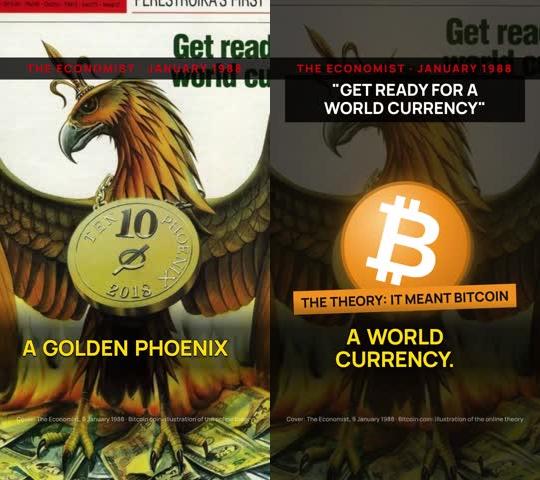 PERESTROIKA'S FIRST
Get read
THE ECONOMIST · JANUARY 1988
world cu
TEN 10 PHOENIX
2018
A GOLDEN PHOENIX
Cover: The Economist, 9 January 1988 · Bitcoin coin: illustration of the online theory
Get read
THE ECONOMIST · JANUARY 1988
"GET READY FOR A
WORLD CURRENCY"
THE THEORY: IT MEANT BITCOIN
A WORLD
CURRENCY.
Cover: The Economist, 9 January 1988 · Bitcoin coin: illustration of the online theory